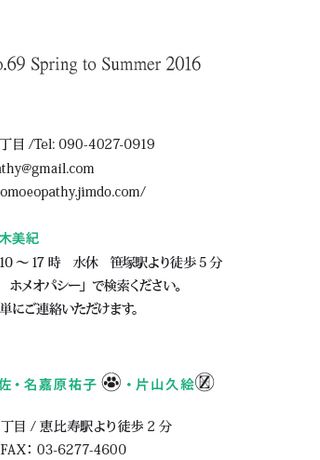 o.69 Spring to Summer 2016
丁目 /Tel: 090-4027-0919
athy@gmail.com
omoeopathy.jimdo.com/
木美紀
10 〜 17 時　水休　笹塚駅より徒歩 5 分
ホメオパシー」で検索ください。
単にご連絡いただけます。
佐・名嘉原祐子 ・片山久絵Ⓩ
丁目 / 恵比寿駅より徒歩 2 分
FAX： 03-6277-4600